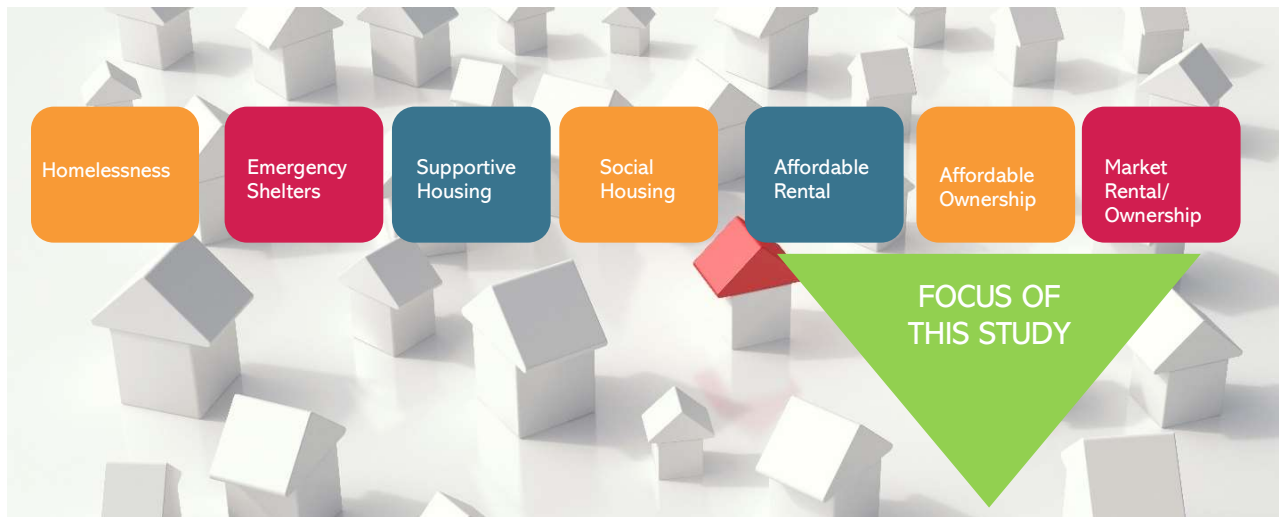 Homelessness
Emergency
Shelters
Supportive
Housing
Social
Housing
Affordable
Rental
Affordable
Ownership
Market
Rental/
Ownership
FOCUS OF
THIS STUDY